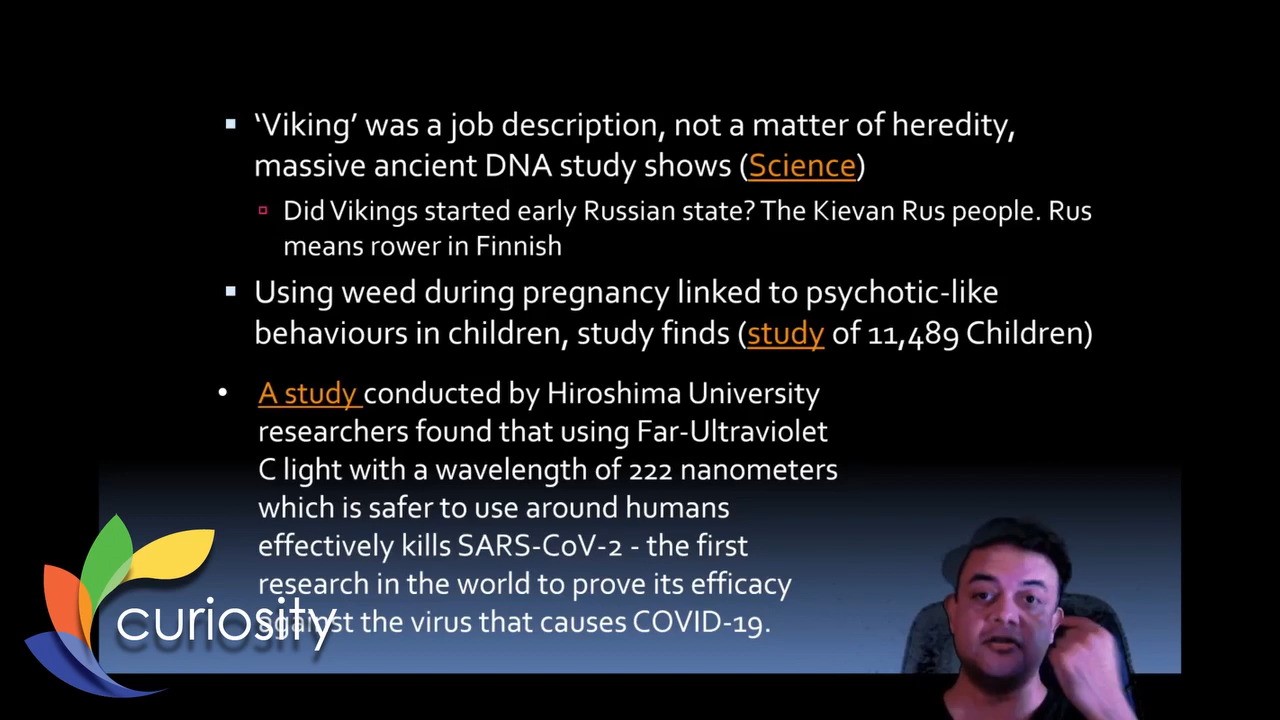 ‘Viking’ was a job description, not a matter of heredity,
massive ancient DNA study shows (Science)
Did Vikings started early Russian state? The Kievan Rus people. Rus
means rower in Finnish
Using weed during pregnancy linked to psychotic-like
behaviours in children, study finds (study of 11,489 Children)
A study conducted by Hiroshima University
researchers found that using Far-Ultraviolet
C light with a wavelength of 222 nanometers
which is safer to use around humans
effectively kills SARS-CoV-2 - the first
research in the world to prove its efficacy
against the virus that causes COVID-19.
curiosity